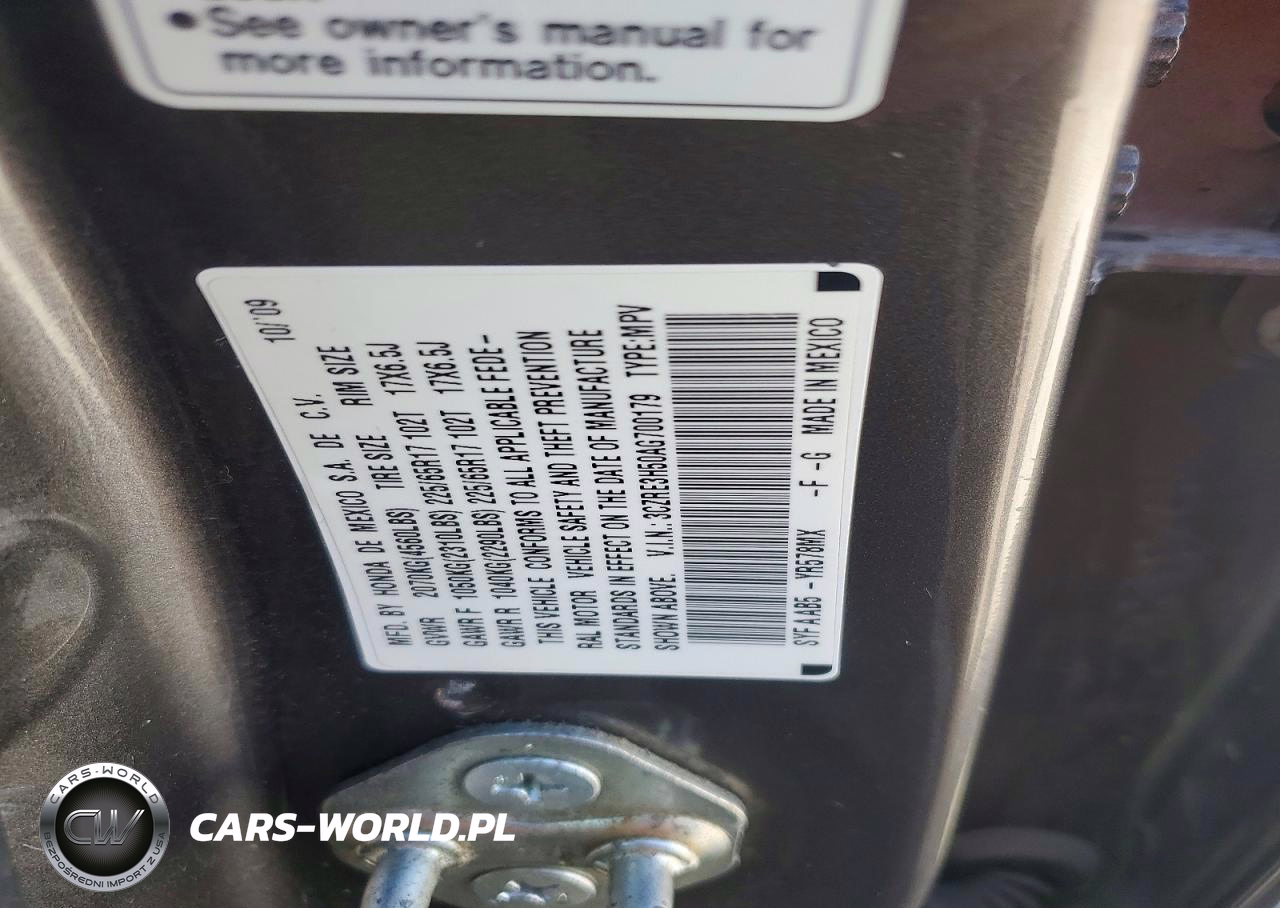 • See owner's manual for
more information.
10/'09
MFD. BY HONDA DE MEXICO S.A. DE C.V.
GVWR 2070KG(4560LBS) TIRE SIZE RIM SIZE
GAWR F 1050KG(2310LBS) 225/65R17 102T 17X6.5J
GAWR R 1040KG(2290LBS) 225/65R17 102T 17X6.5J
THIS VEHICLE CONFORMS TO ALL APPLICABLE FEDE-
RAL MOTOR VEHICLE SAFETY AND THEFT PREVENTION
STANDARDS IN EFFECT ON THE DATE OF MANUFACTURE
SHOWN ABOVE. V.I.N.: 3CZRE3H50AG700179 TYPE:MPV
SYFAAB5 -YR578MX -F -G MADE IN MEXICO
CARS-WORLD
CW
BEZPOŚREDNI IMPORT Z USA
CARS-WORLD.PL